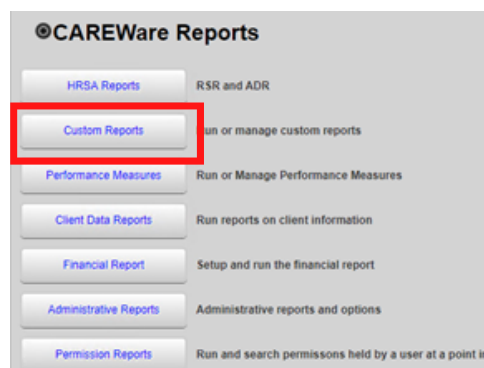 CAREWare Reports
HRSA Reports RSR and ADR
Custom Reports Run or manage custom reports
Performance Measures Run or Manage Performance Measures
Client Data Reports Run reports on client information
Financial Report Setup and run the financial report
Administrative Reports Administrative reports and options
Permission Reports Run and search permissons held by a user at a point